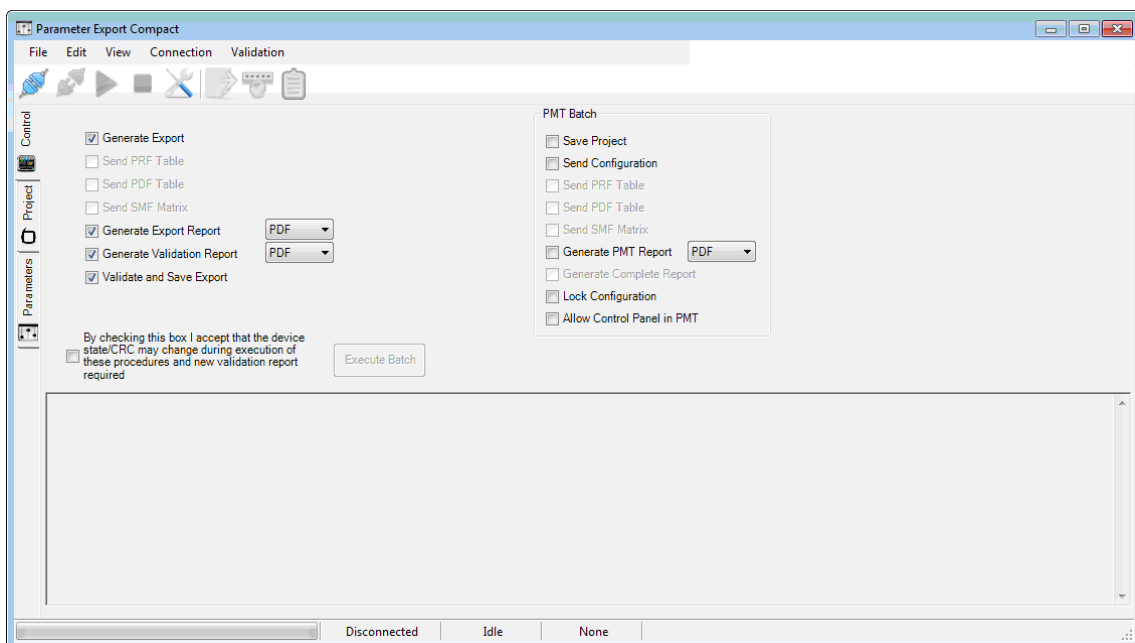 Parameter Export Compact
File Edit View Connection Validation
Control
Project
Parameters
Generate Export
Send PRF Table
Send PDF Table
Send SMF Matrix
Generate Export Report PDF
Generate Validation Report PDF
Validate and Save Export
By checking this box I accept that the device
state/CRC may change during execution of
these procedures and new validation report
required
Execute Batch
PMT Batch
Save Project
Send Configuration
Send PRF Table
Send PDF Table
Send SMF Matrix
Generate PMT Report PDF
Generate Complete Report
Lock Configuration
Allow Control Panel in PMT
Disconnected Idle None